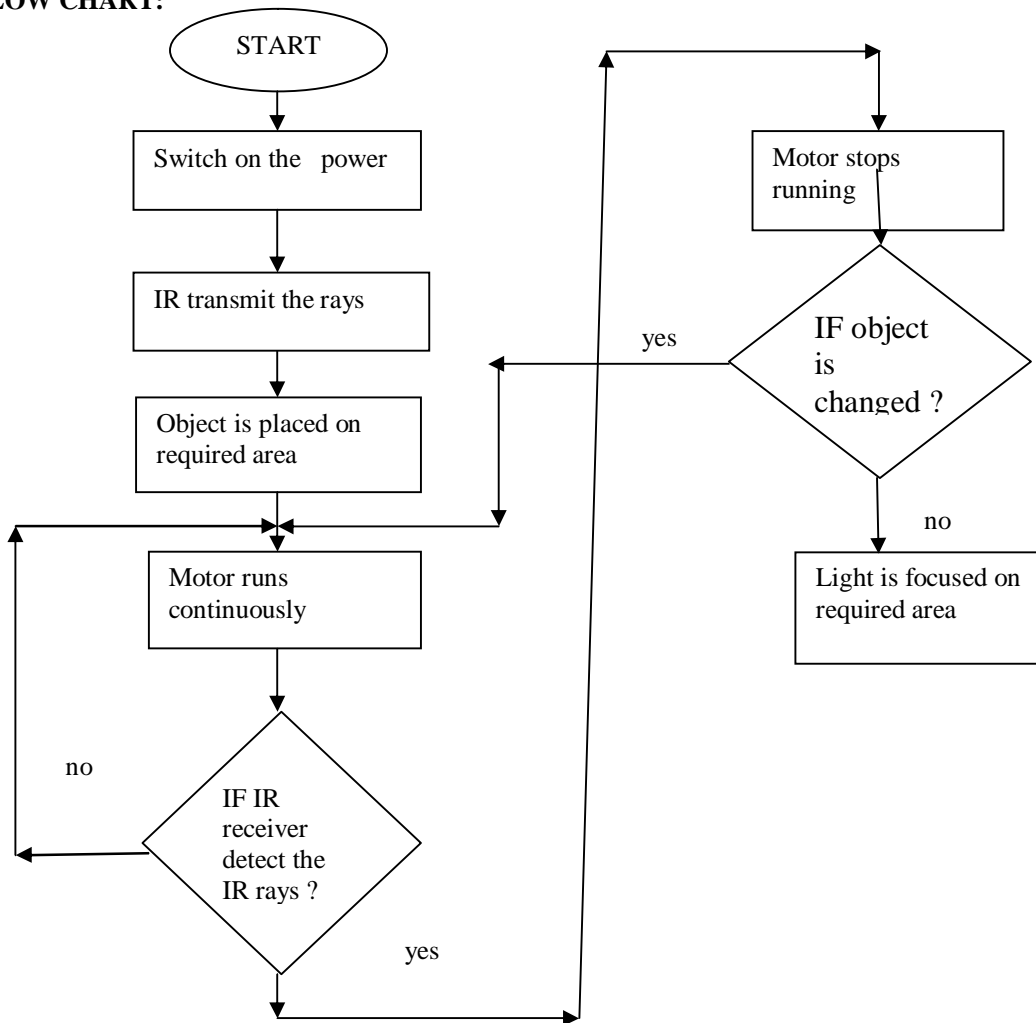 LOW CHART:
START
Switch on the power
IR transmit the rays
Object is placed on
required area
Motor runs
continuously
no
IF IR
receiver
detect the
IR rays ?
yes
Motor stops
running
yes
IF object
is
changed ?
no
Light is focused on
required area